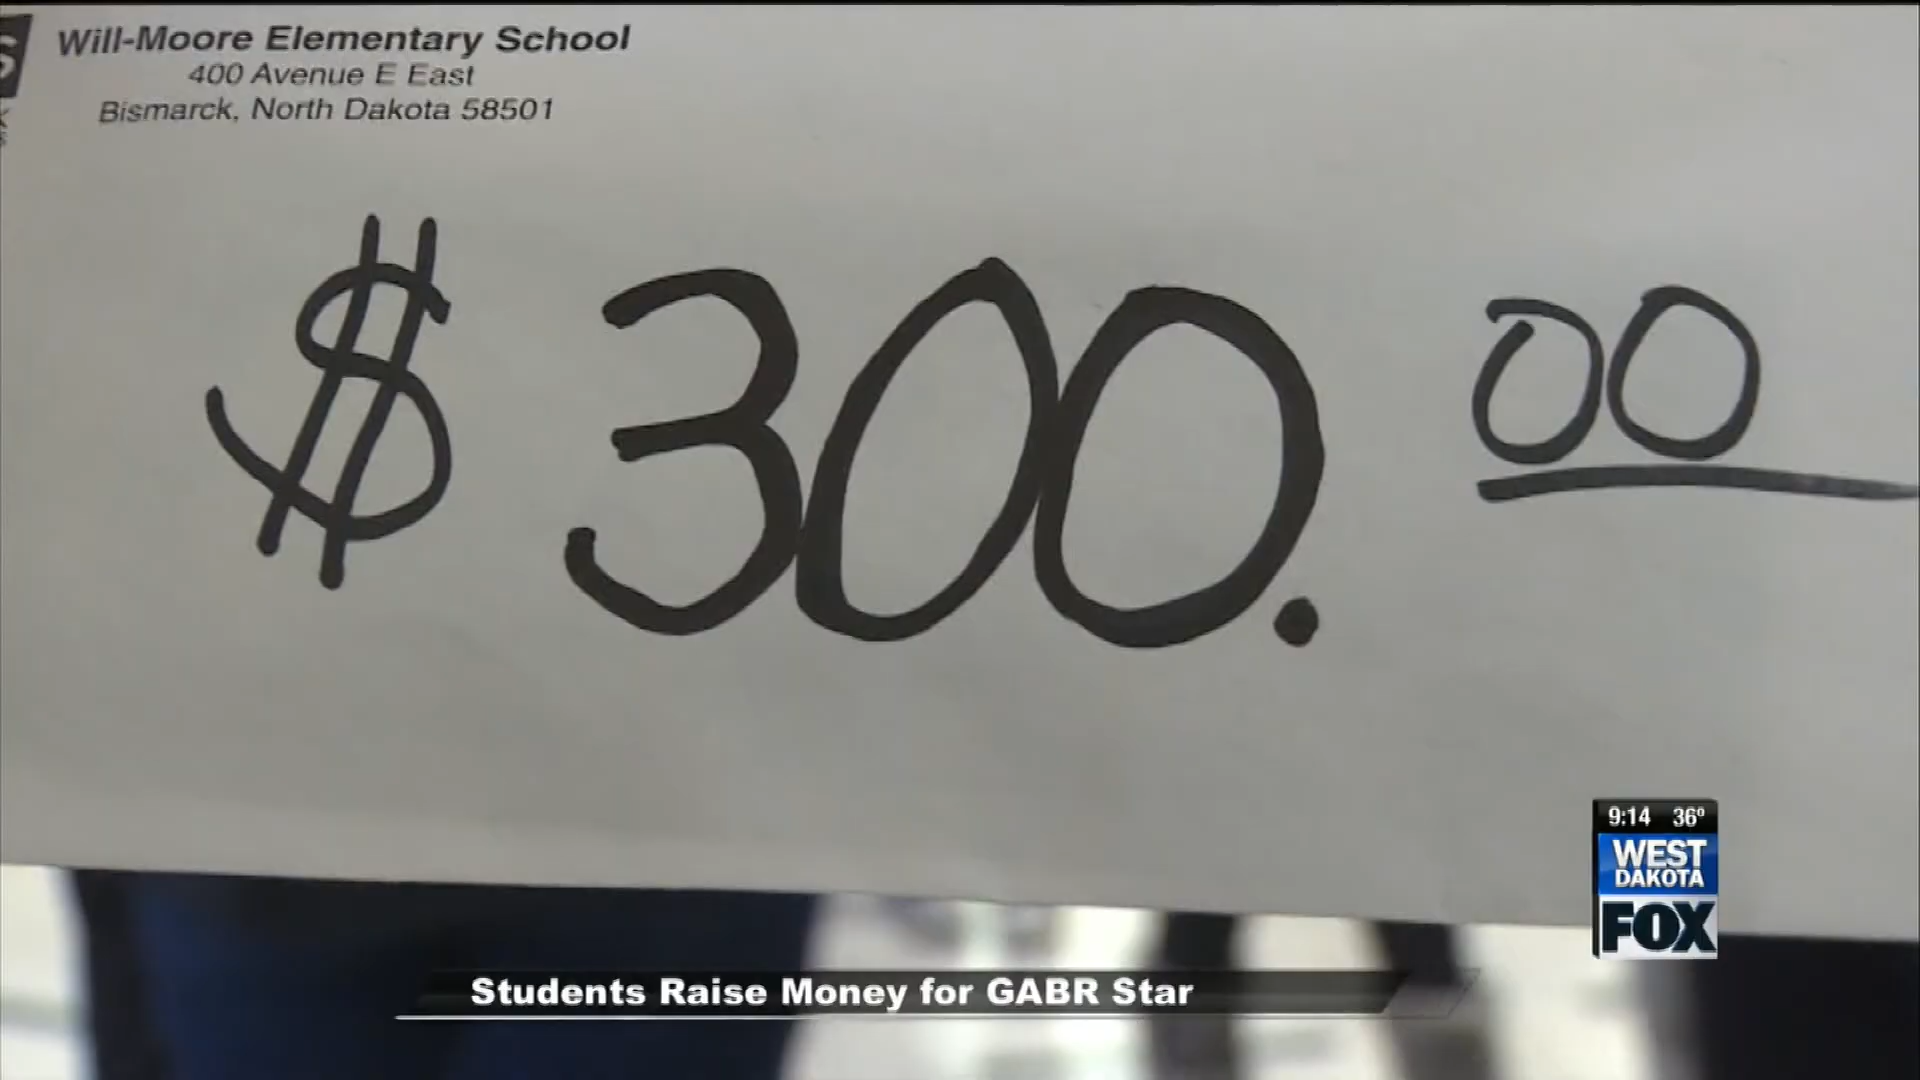 Will-Moore Elementary School
400 Avenue E East
Bismarck, North Dakota 58501
$ 300. 00
9:14 36º
WEST
DAKOTA
FOX
Students Raise Money for GABR Star